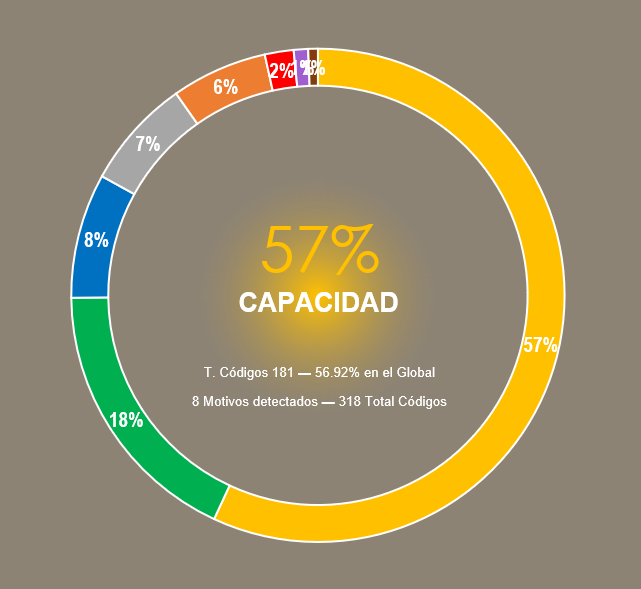 2%
6%
7%
8%
57%
CAPACIDAD
57%
T. Códigos 181 — 56.92% en el Global
8 Motivos detectados — 318 Total Códigos
18%